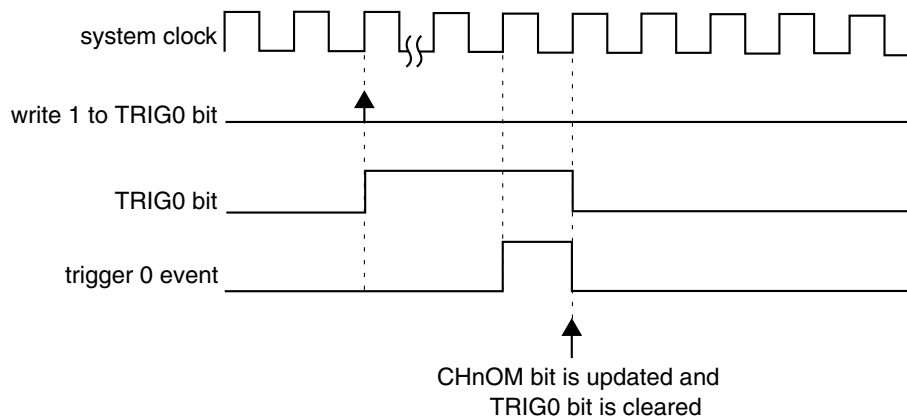 system clock
write 1 to TRIG0 bit
TRIG0 bit
trigger 0 event
CHnOM bit is updated and
TRIG0 bit is cleared